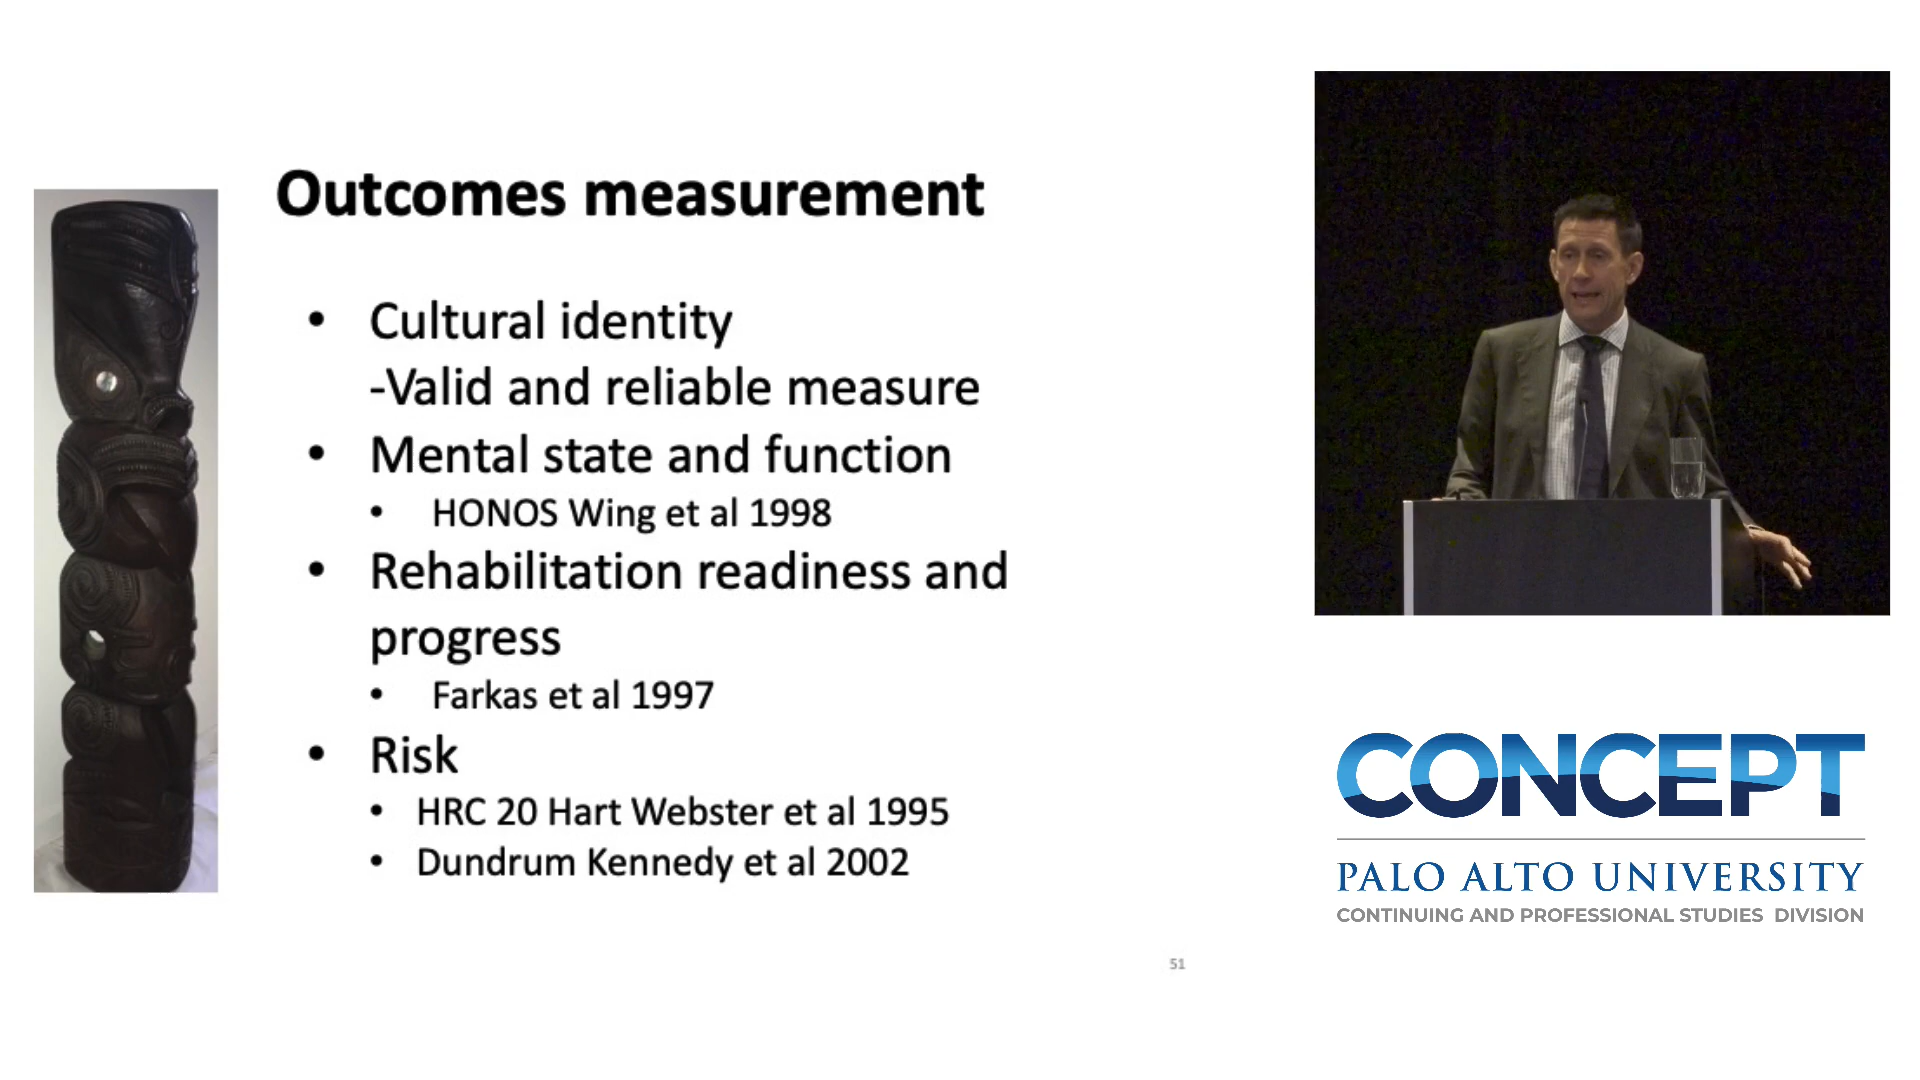 Outcomes measurement
• Cultural identity
-Valid and reliable measure
• Mental state and function
• HONOS Wing et al 1998
• Rehabilitation readiness and
progress
• Farkas et al 1997
• Risk
• HRC 20 Hart Webster et al 1995
• Dundrum Kennedy et al 2002
51
CONCEPT
PALO ALTO UNIVERSITY
CONTINUING AND PROFESSIONAL STUDIES DIVISION